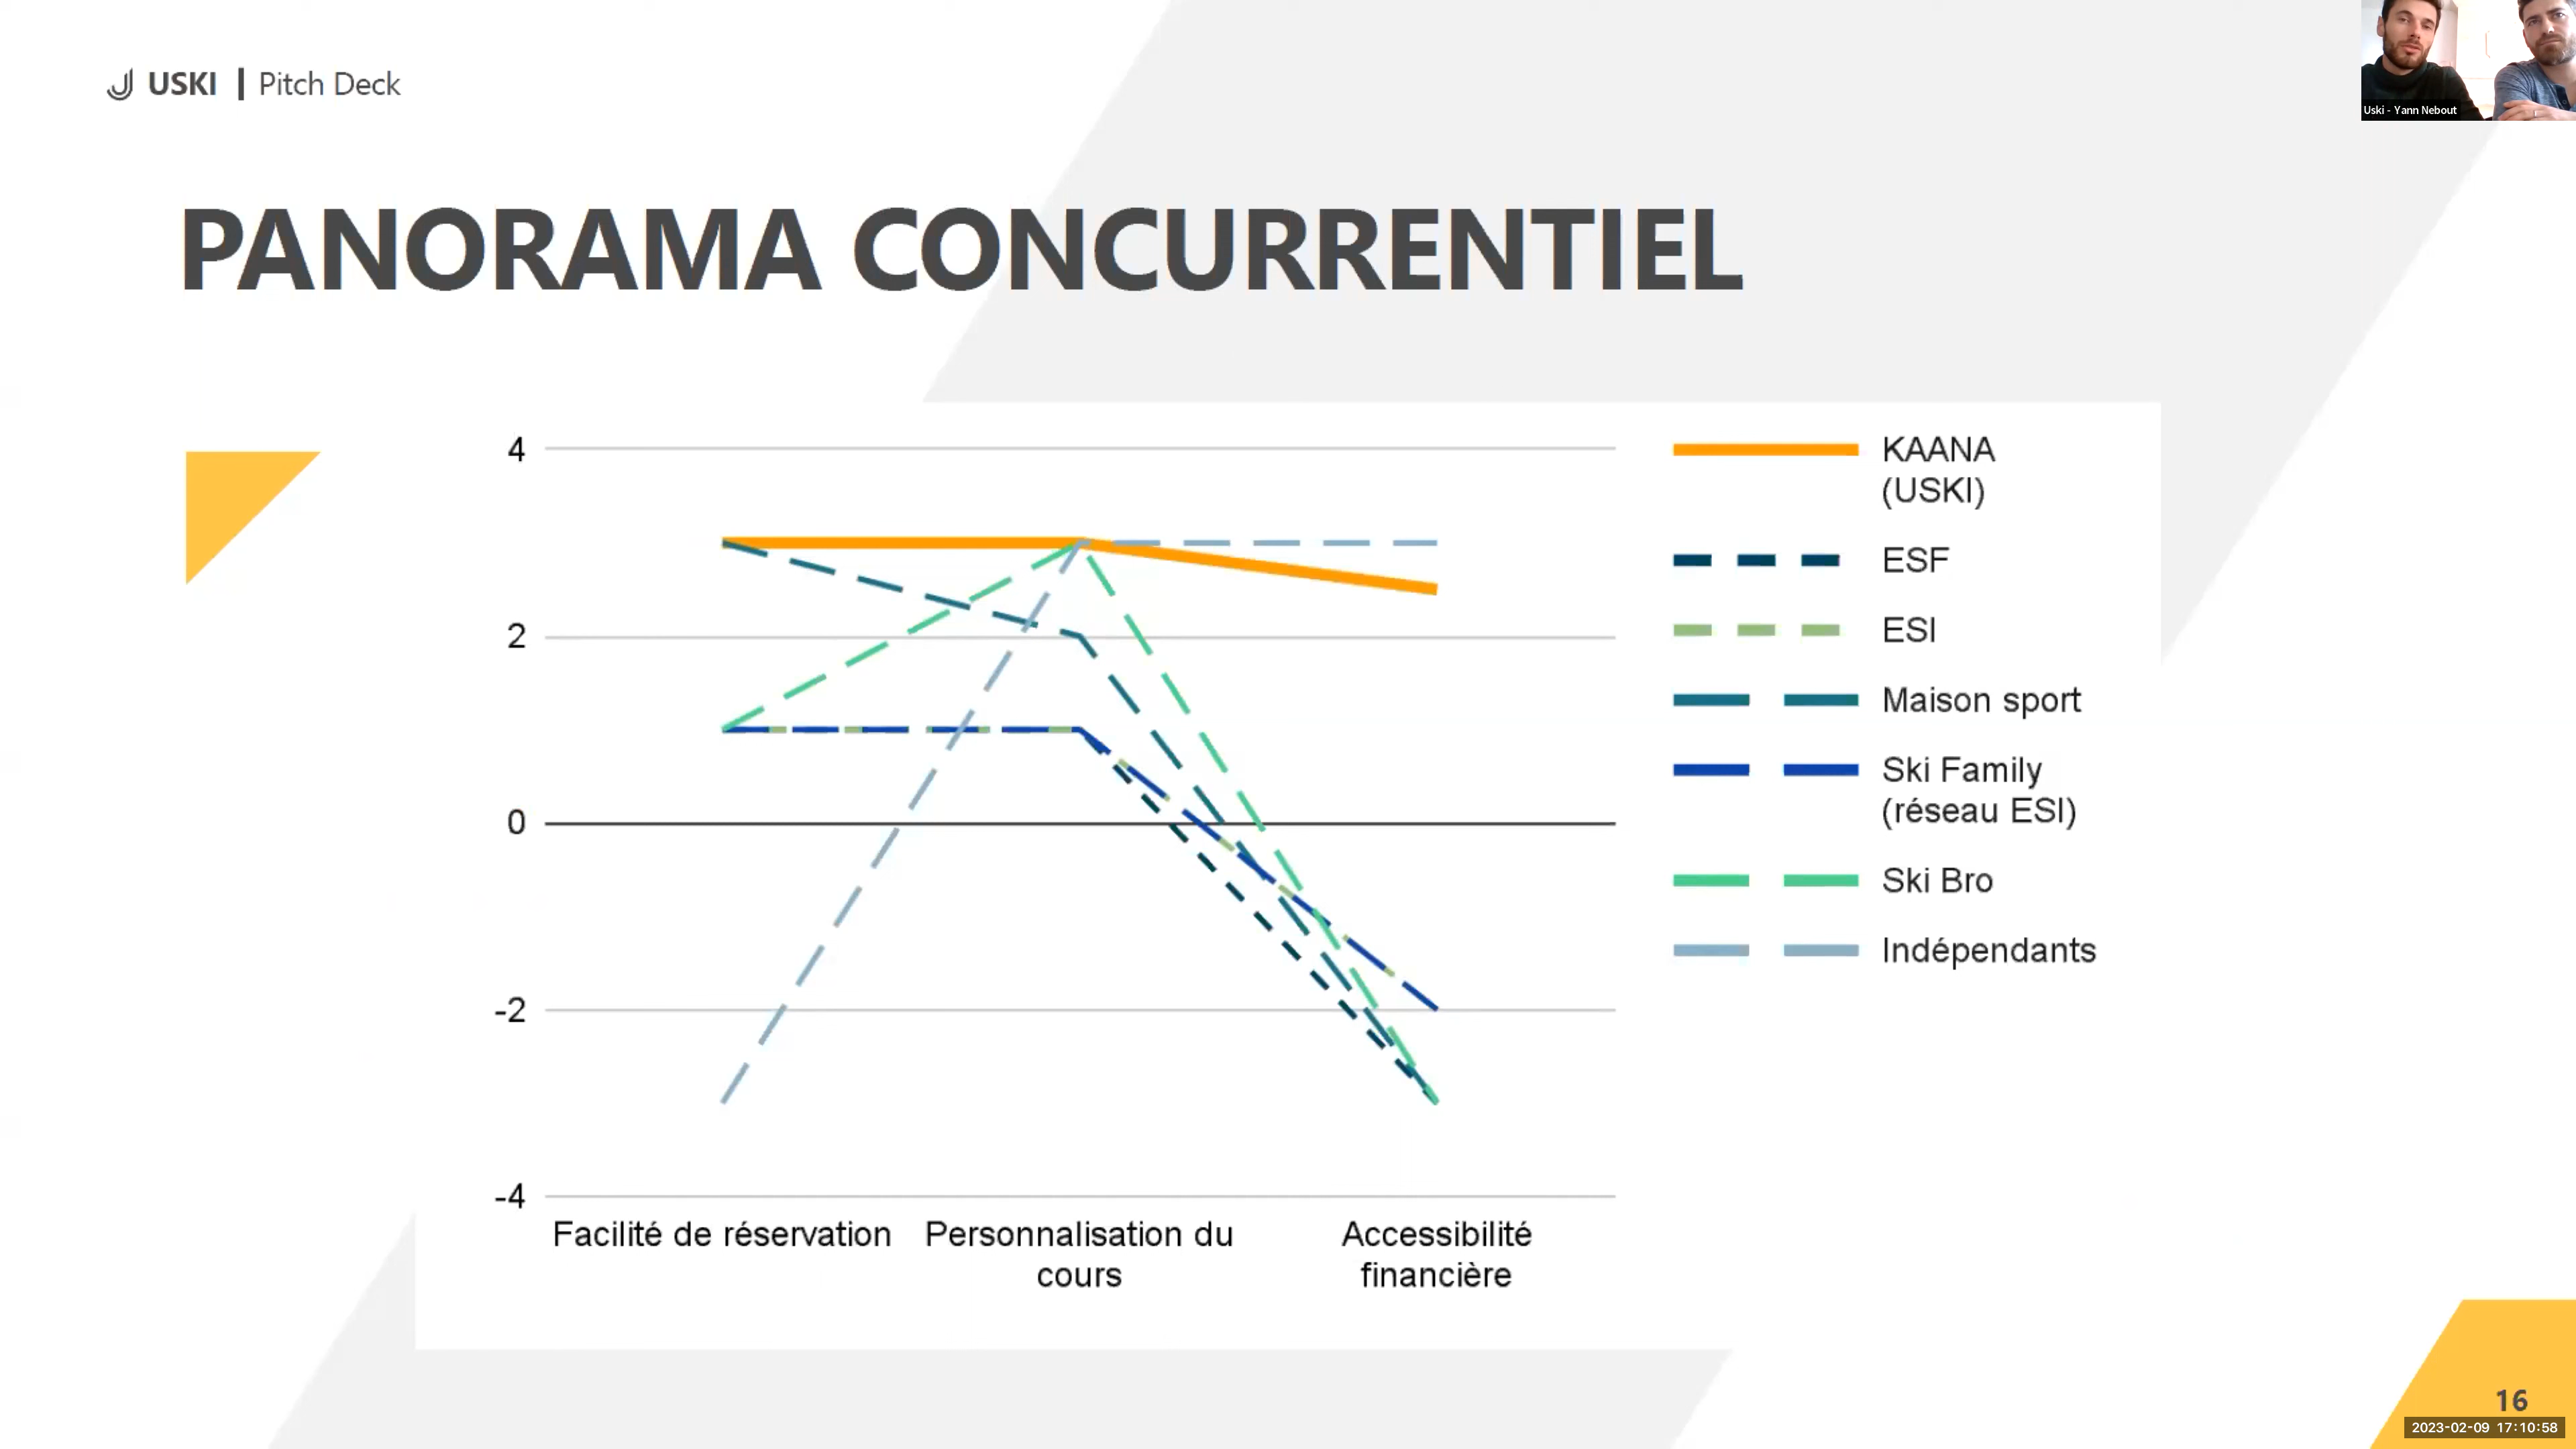 USKI | Pitch Deck
Uski - Yann Nebout
PANORAMA CONCURRENTIEL
4
2
0
-2
-4
Facilité de réservation
Personnalisation du
cours
Accessibilité
financière
KAANA
(USKI)
ESF
ESI
Maison sport
Ski Family
(réseau ESI)
Ski Bro
Indépendants
16
2023-02-09 17:10:58